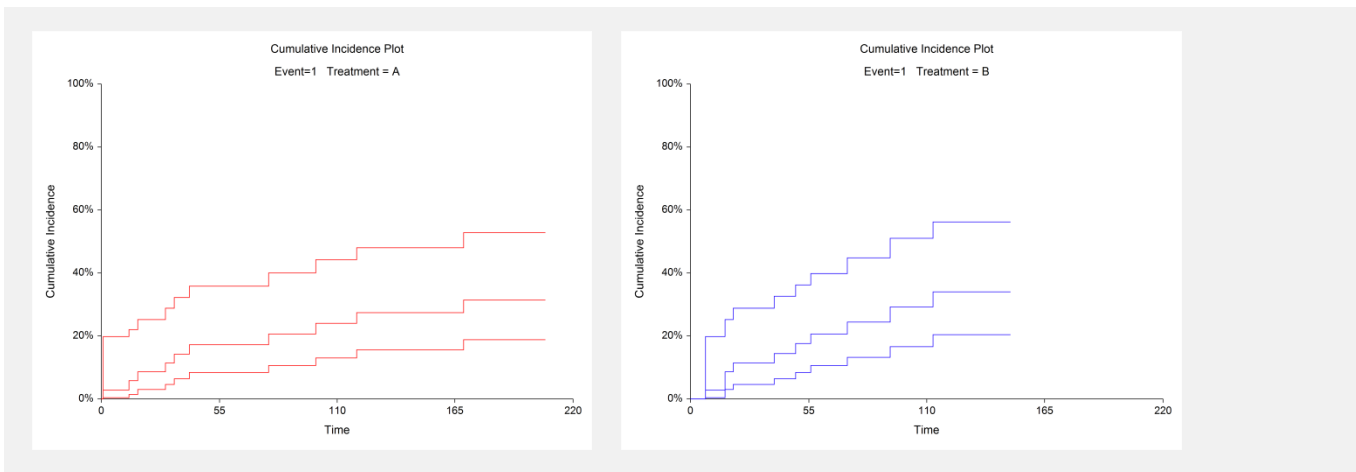 Cumulative Incidence Plot
Event=1 Treatment = A
100%
80%
60%
40%
20%
0%
Cumulative Incidence
0 55 110 165 220
Time
Cumulative Incidence Plot
Event=1 Treatment = B
100%
80%
60%
40%
20%
0%
Cumulative Incidence
0 55 110 165 220
Time